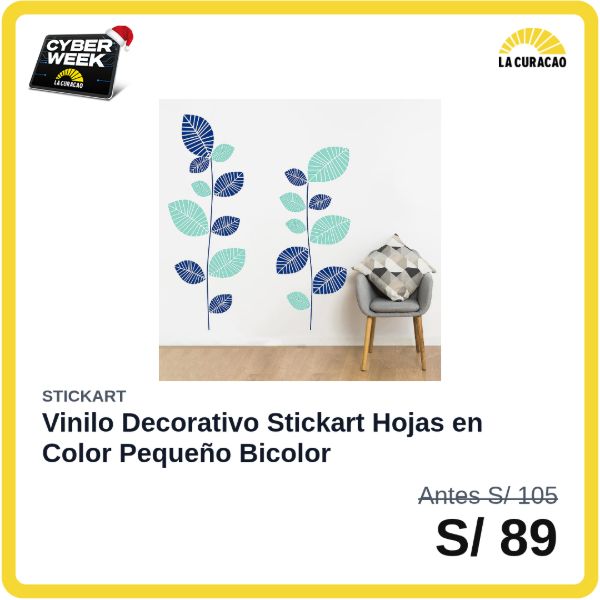 CYBER
WEEK
LA CURACAO
LA CURACAO
STICKART
Vinilo Decorativo Stickart Hojas en
Color Pequeño Bicolor
Antes S/ 105
S/ 89